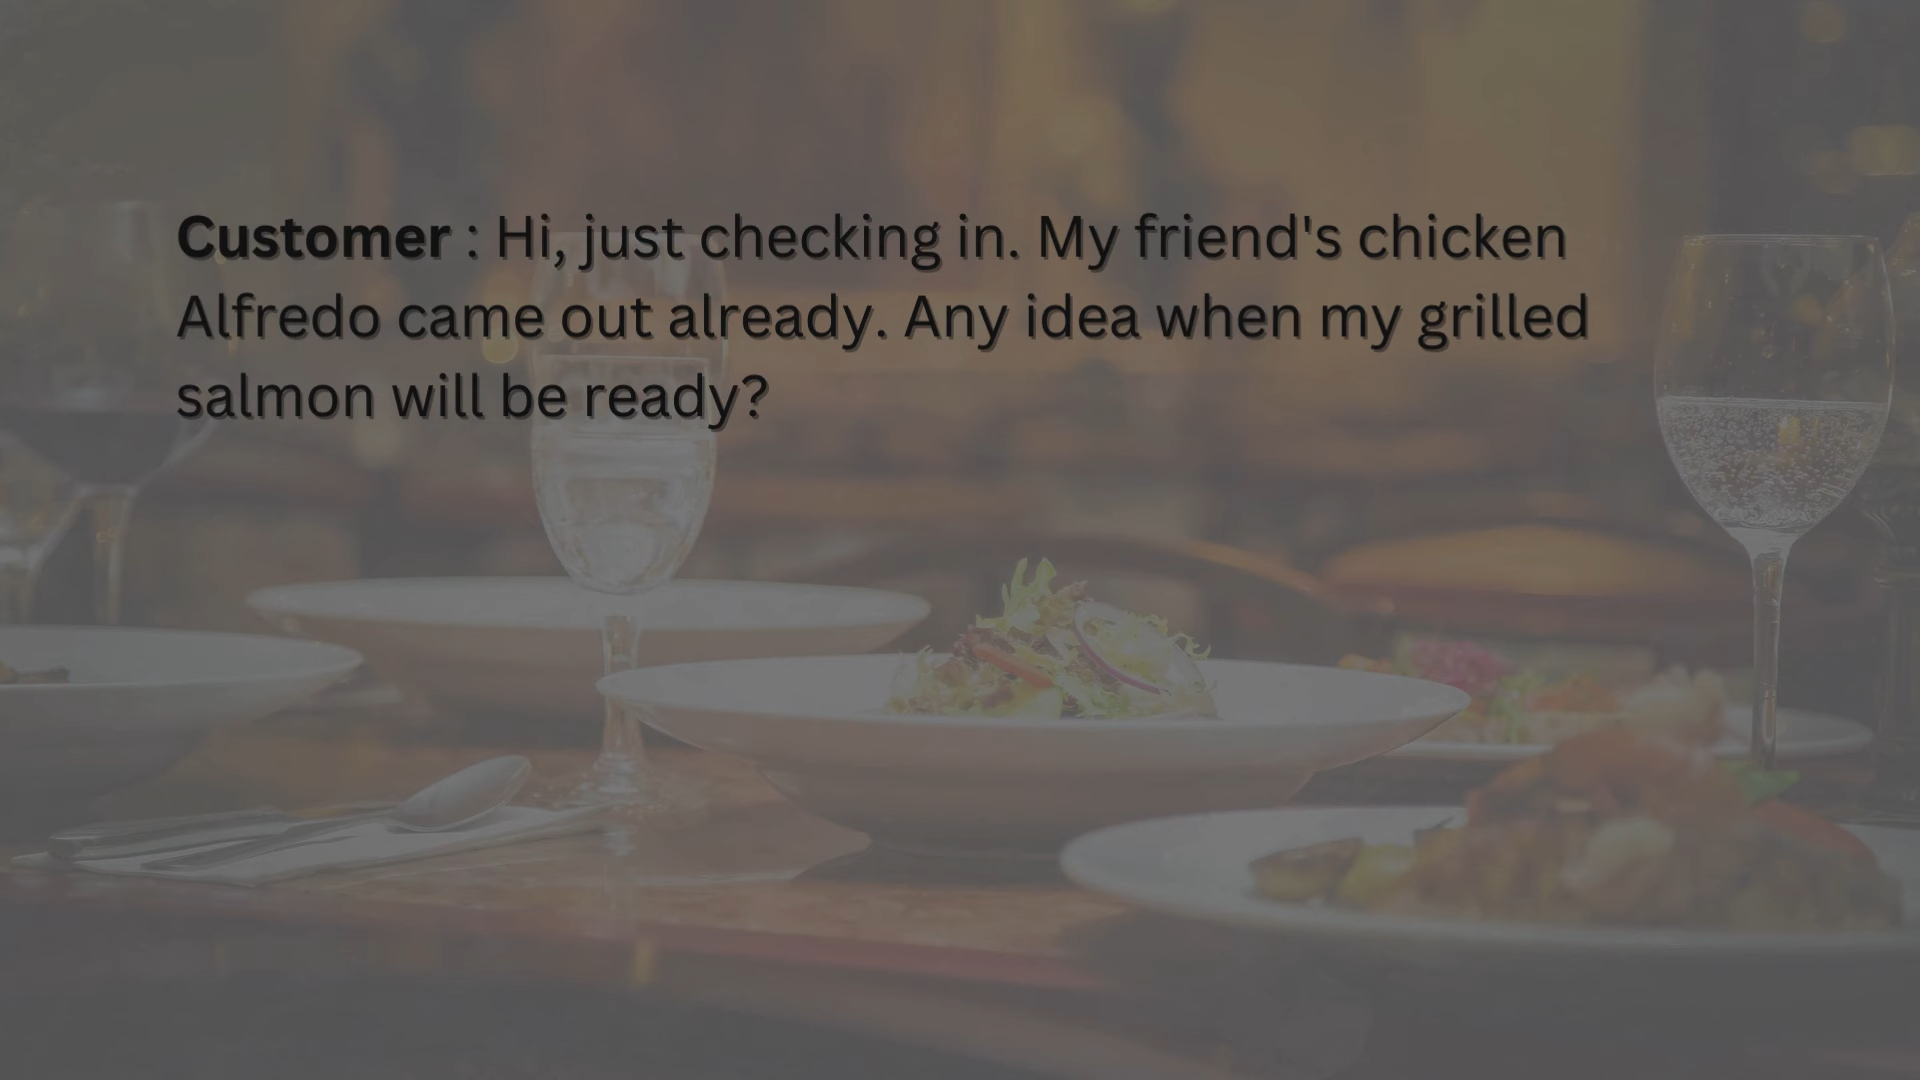 Customer : Hi, just checking in. My friend's chicken
Alfredo came out already. Any idea when my grilled
salmon will be ready?